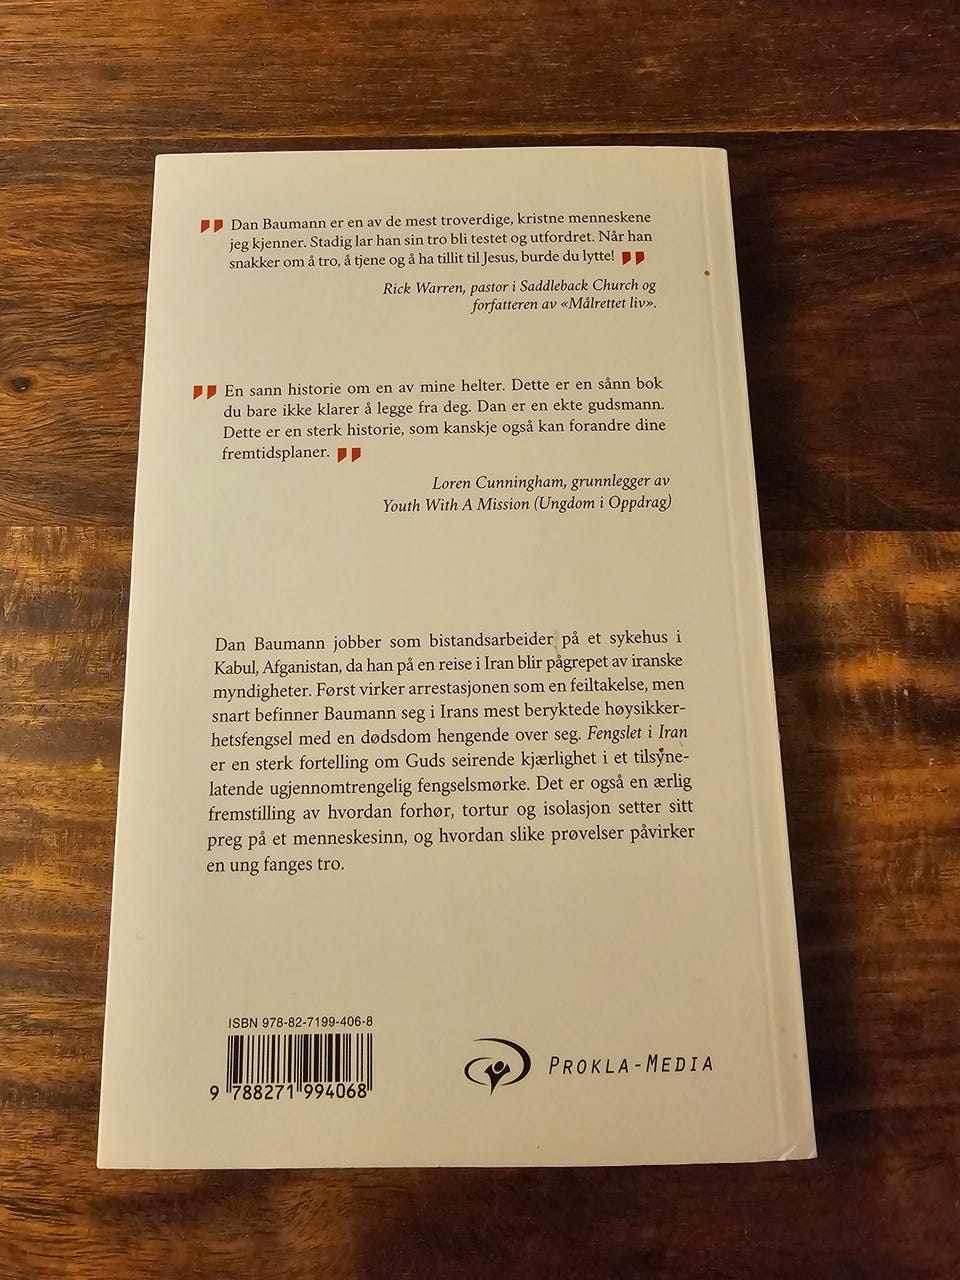 Dan Baumann er en av de mest troverdige, kristne menneskene
jeg kjenner. Stadig lar han sin tro bli testet og utfordret. Når han
snakker om å tro, å tjene og å ha tillit til Jesus, burde du lytte!
Rick Warren, pastor i Saddleback Church og
forfatteren av «Målrettet liv».
En sann historie om en av mine helter. Dette er en sånn bok
du bare ikke klarer å legge fra deg. Dan er en ekte gudsmann.
Dette er en sterk historie, som kanskje også kan forandre dine
fremtidsplaner.
Loren Cunningham, grunnlegger av
Youth With A Mission (Ungdom i Oppdrag)
Dan Baumann jobber som bistandsarbeider på et sykehus i
Kabul, Afganistan, da han på en reise i Iran blir pågrepet av iranske
myndigheter. Først virker arrestasjonen som en feiltakelse, men
snart befinner Baumann seg i Irans mest beryktede høysikker-
hetsfengsel med en dødsdom hengende over seg. Fengslet i Iran
er en sterk fortelling om Guds seirende kjærlighet i et tilsyne-
latende ugjennomtrengelig fengselsmørke. Det er også en ærlig
fremstilling av hvordan forhør, tortur og isolasjon setter sitt
preg på et menneskesinn, og hvordan slike prøvelser påvirker
en ung fanges tro.
ISBN 978-82-7199-406-8
9 788271 994068
PROKLA-MEDIA